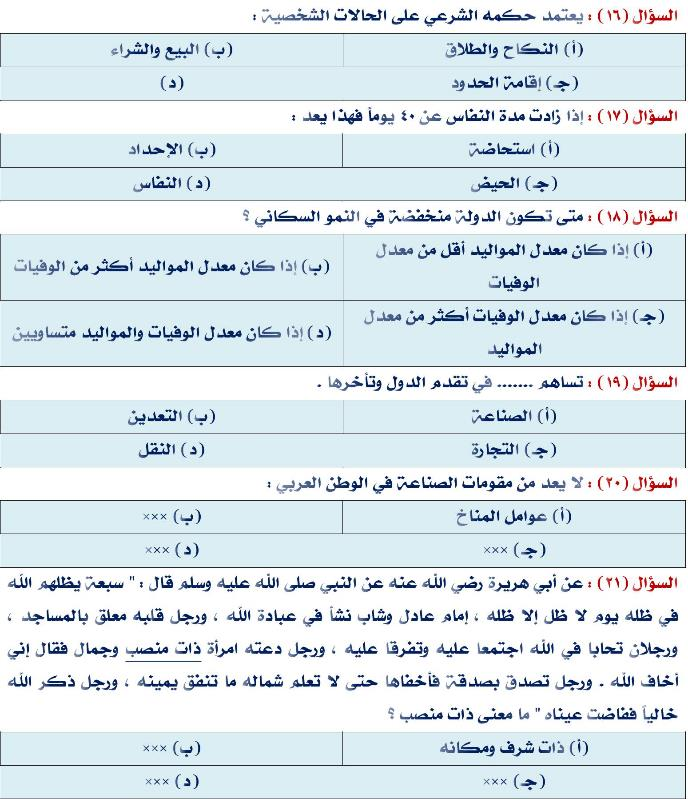 السؤال (١٦) : يعتمد حكمه الشرعي على الحالات الشخصية :
(أ) النكاح والطلاق
(ب) البيع والشراء
(جـ) إقامة الحدود
(د)
السؤال (١٧) : إذا زادت مدة النفاس عن ٤٠ يوماً فهذا يعد :
(أ) استحاضة
(ب) الإحداد
(جـ) الحيض
(د) النفاس
السؤال (١٨) : متى تكون الدولة منخفضة في النمو السكاني ؟
(أ) إذا كان معدل المواليد أقل من معدل
الوفيات
(ب) إذا كان معدل المواليد أكثر من الوفيات
(جـ) إذا كان معدل الوفيات أكثر من معدل
المواليد
(د) إذا كان معدل الوفيات والمواليد متساويين
السؤال (١٩) : تساهم ....... في تقدم الدول وتأخرها .
(أ) الصناعة
(ب) التعدين
(جـ) التجارة
(د) النقل
السؤال (٢٠) : لا يعد من مقومات الصناعة في الوطن العربي :
(أ) عوامل المناخ
(ب) ×××
(جـ) ×××
(د) ×××
السؤال (٢١) : عن أبي هريرة رضي الله عنه عن النبي صلى الله عليه وسلم قال : " سبعة يظلهم الله
في ظله يوم لا ظل إلا ظله ، إمام عادل وشاب نشأ في عبادة الله ، ورجل قلبه معلق بالمساجد ،
ورجلان تحابا في الله اجتمعا عليه وتفرقا عليه ، ورجل دعته امرأة ذات منصب وجمال فقال إني
أخاف الله . ورجل تصدق بصدقة فأخفاها حتى لا تعلم شماله ما تنفق يمينه ، ورجل ذكر الله
خالياً ففاضت عيناه " ما معنى ذات منصب ؟
(أ) ذات شرف ومكانه
(ب) ×××
(جـ) ×××
(د) ×××